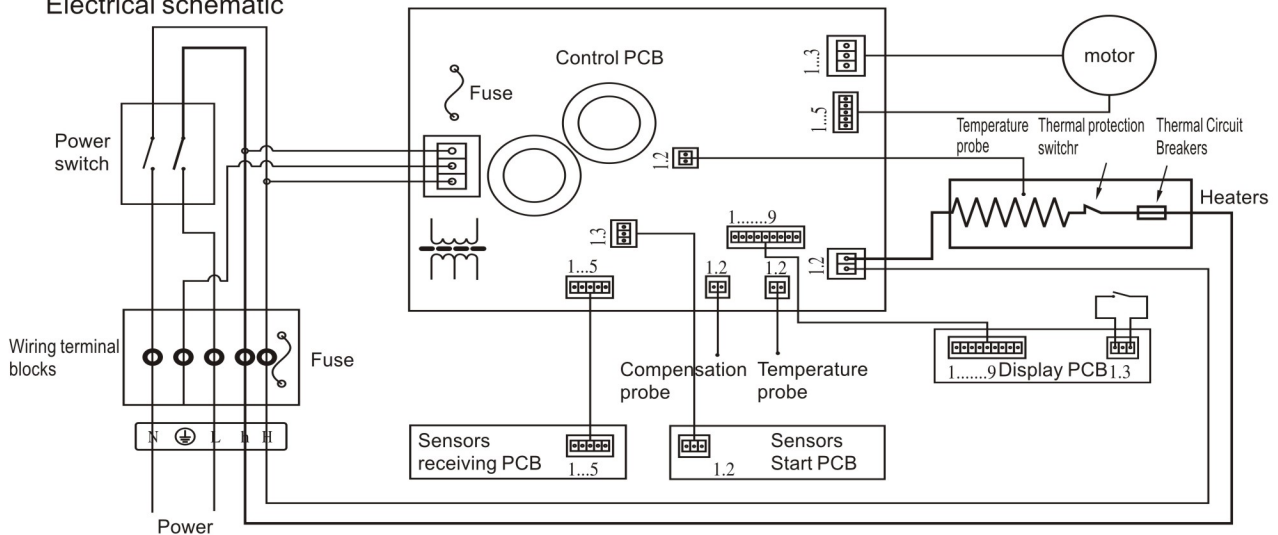 Electrical schematic
Control PCB
Fuse
Power
switch
1...3
motor
1...5
Temperature
probe
Thermal protection
switchr
Thermal Circuit
Breakers
1.2
Heaters
1.3
1.......9
1...5
1.2
1.2
1.2
Wiring terminal
blocks
Fuse
Compensation
probe
Temperature
probe
1.......9
Display PCB
1.3
N
L
h
H
Sensors
receiving PCB
1...5
1.2
Sensors
Start PCB
Power